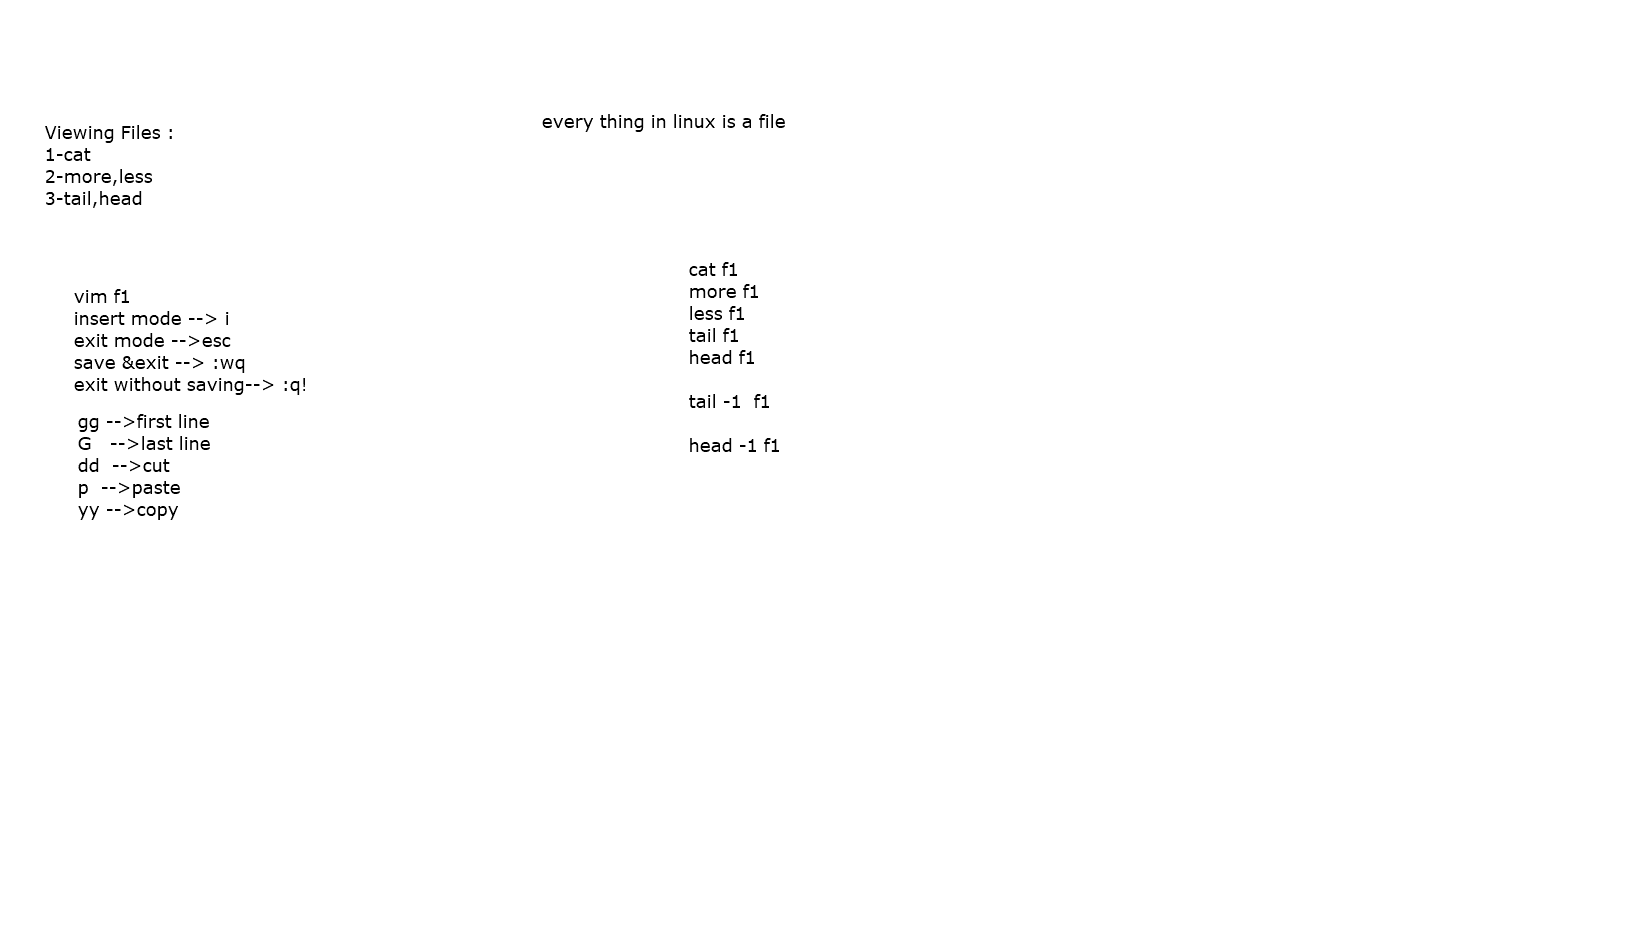 every thing in linux is a file
Viewing Files :
1-cat
2-more,less
3-tail,head
vim f1
insert mode --> i
exit mode -->esc
save &exit --> :wq
exit without saving--> :q!
gg -->first line
G   -->last line
dd  -->cut
p  -->paste
yy -->copy
cat f1
more f1
less f1
tail f1
head f1
tail -1  f1
head -1 f1